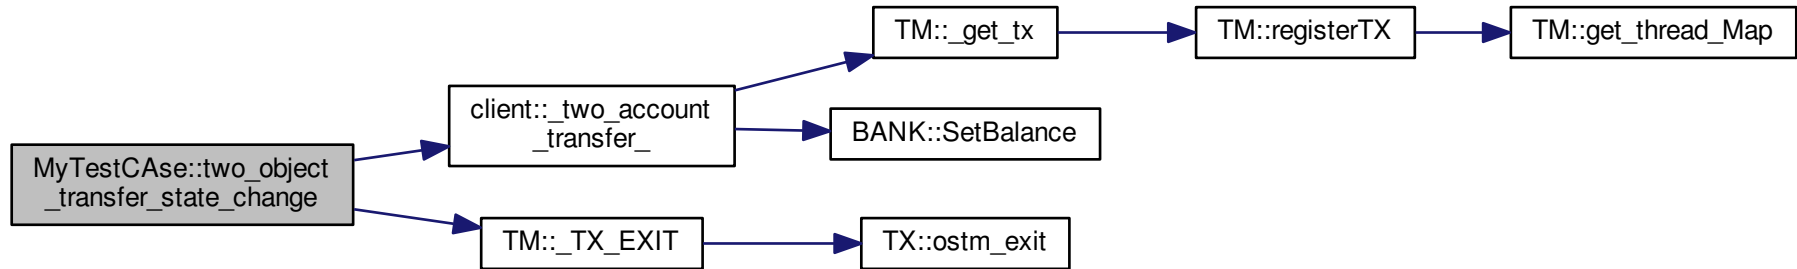 MyTestCAse::two_object
_transfer_state_change
client::_two_account
_transfer_
TM::_get_tx
TM::registerTX
TM::get_thread_Map
BANK::SetBalance
TM::_TX_EXIT
TX::ostm_exit